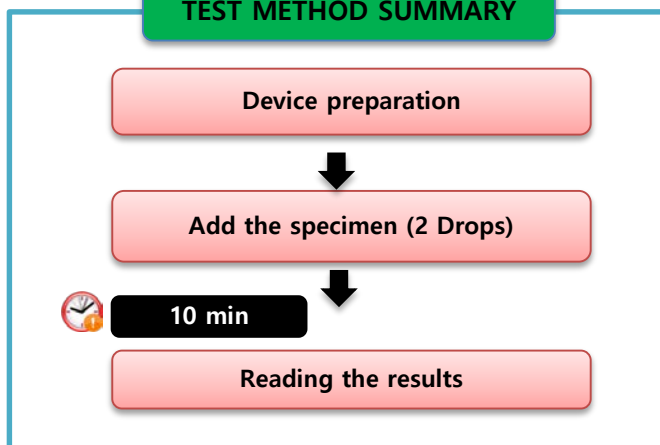 TEST METHOD SUMMARY
Device preparation
Add the specimen (2 Drops)
10 min
Reading the results